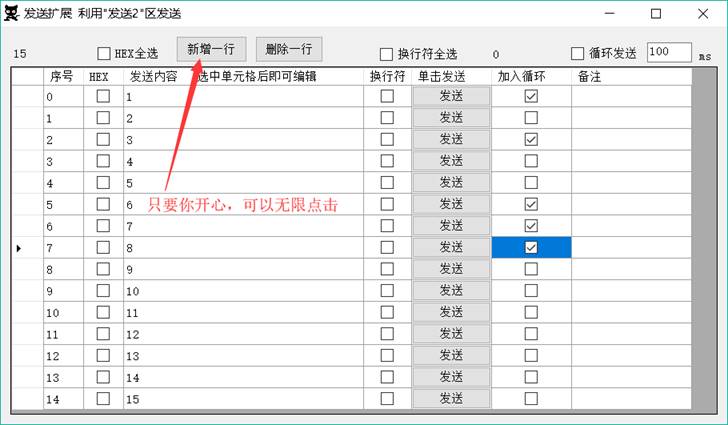 发送扩展 利用"发送2"区发送
15 HEX全选 新增一行 删除一行 换行符全选 0 循环发送 100 ms
序号 HEX 发送内容 选中单元格后即可编辑 换行符 单击发送 加入循环 备注
0 1 发送
1 2 发送
2 3 发送
3 4 发送
4 5 发送
5 6 发送
只要你开心，可以无限点击
6 7 发送
7 8 发送
8 9 发送
9 10 发送
10 11 发送
11 12 发送
12 13 发送
13 14 发送
14 15 发送